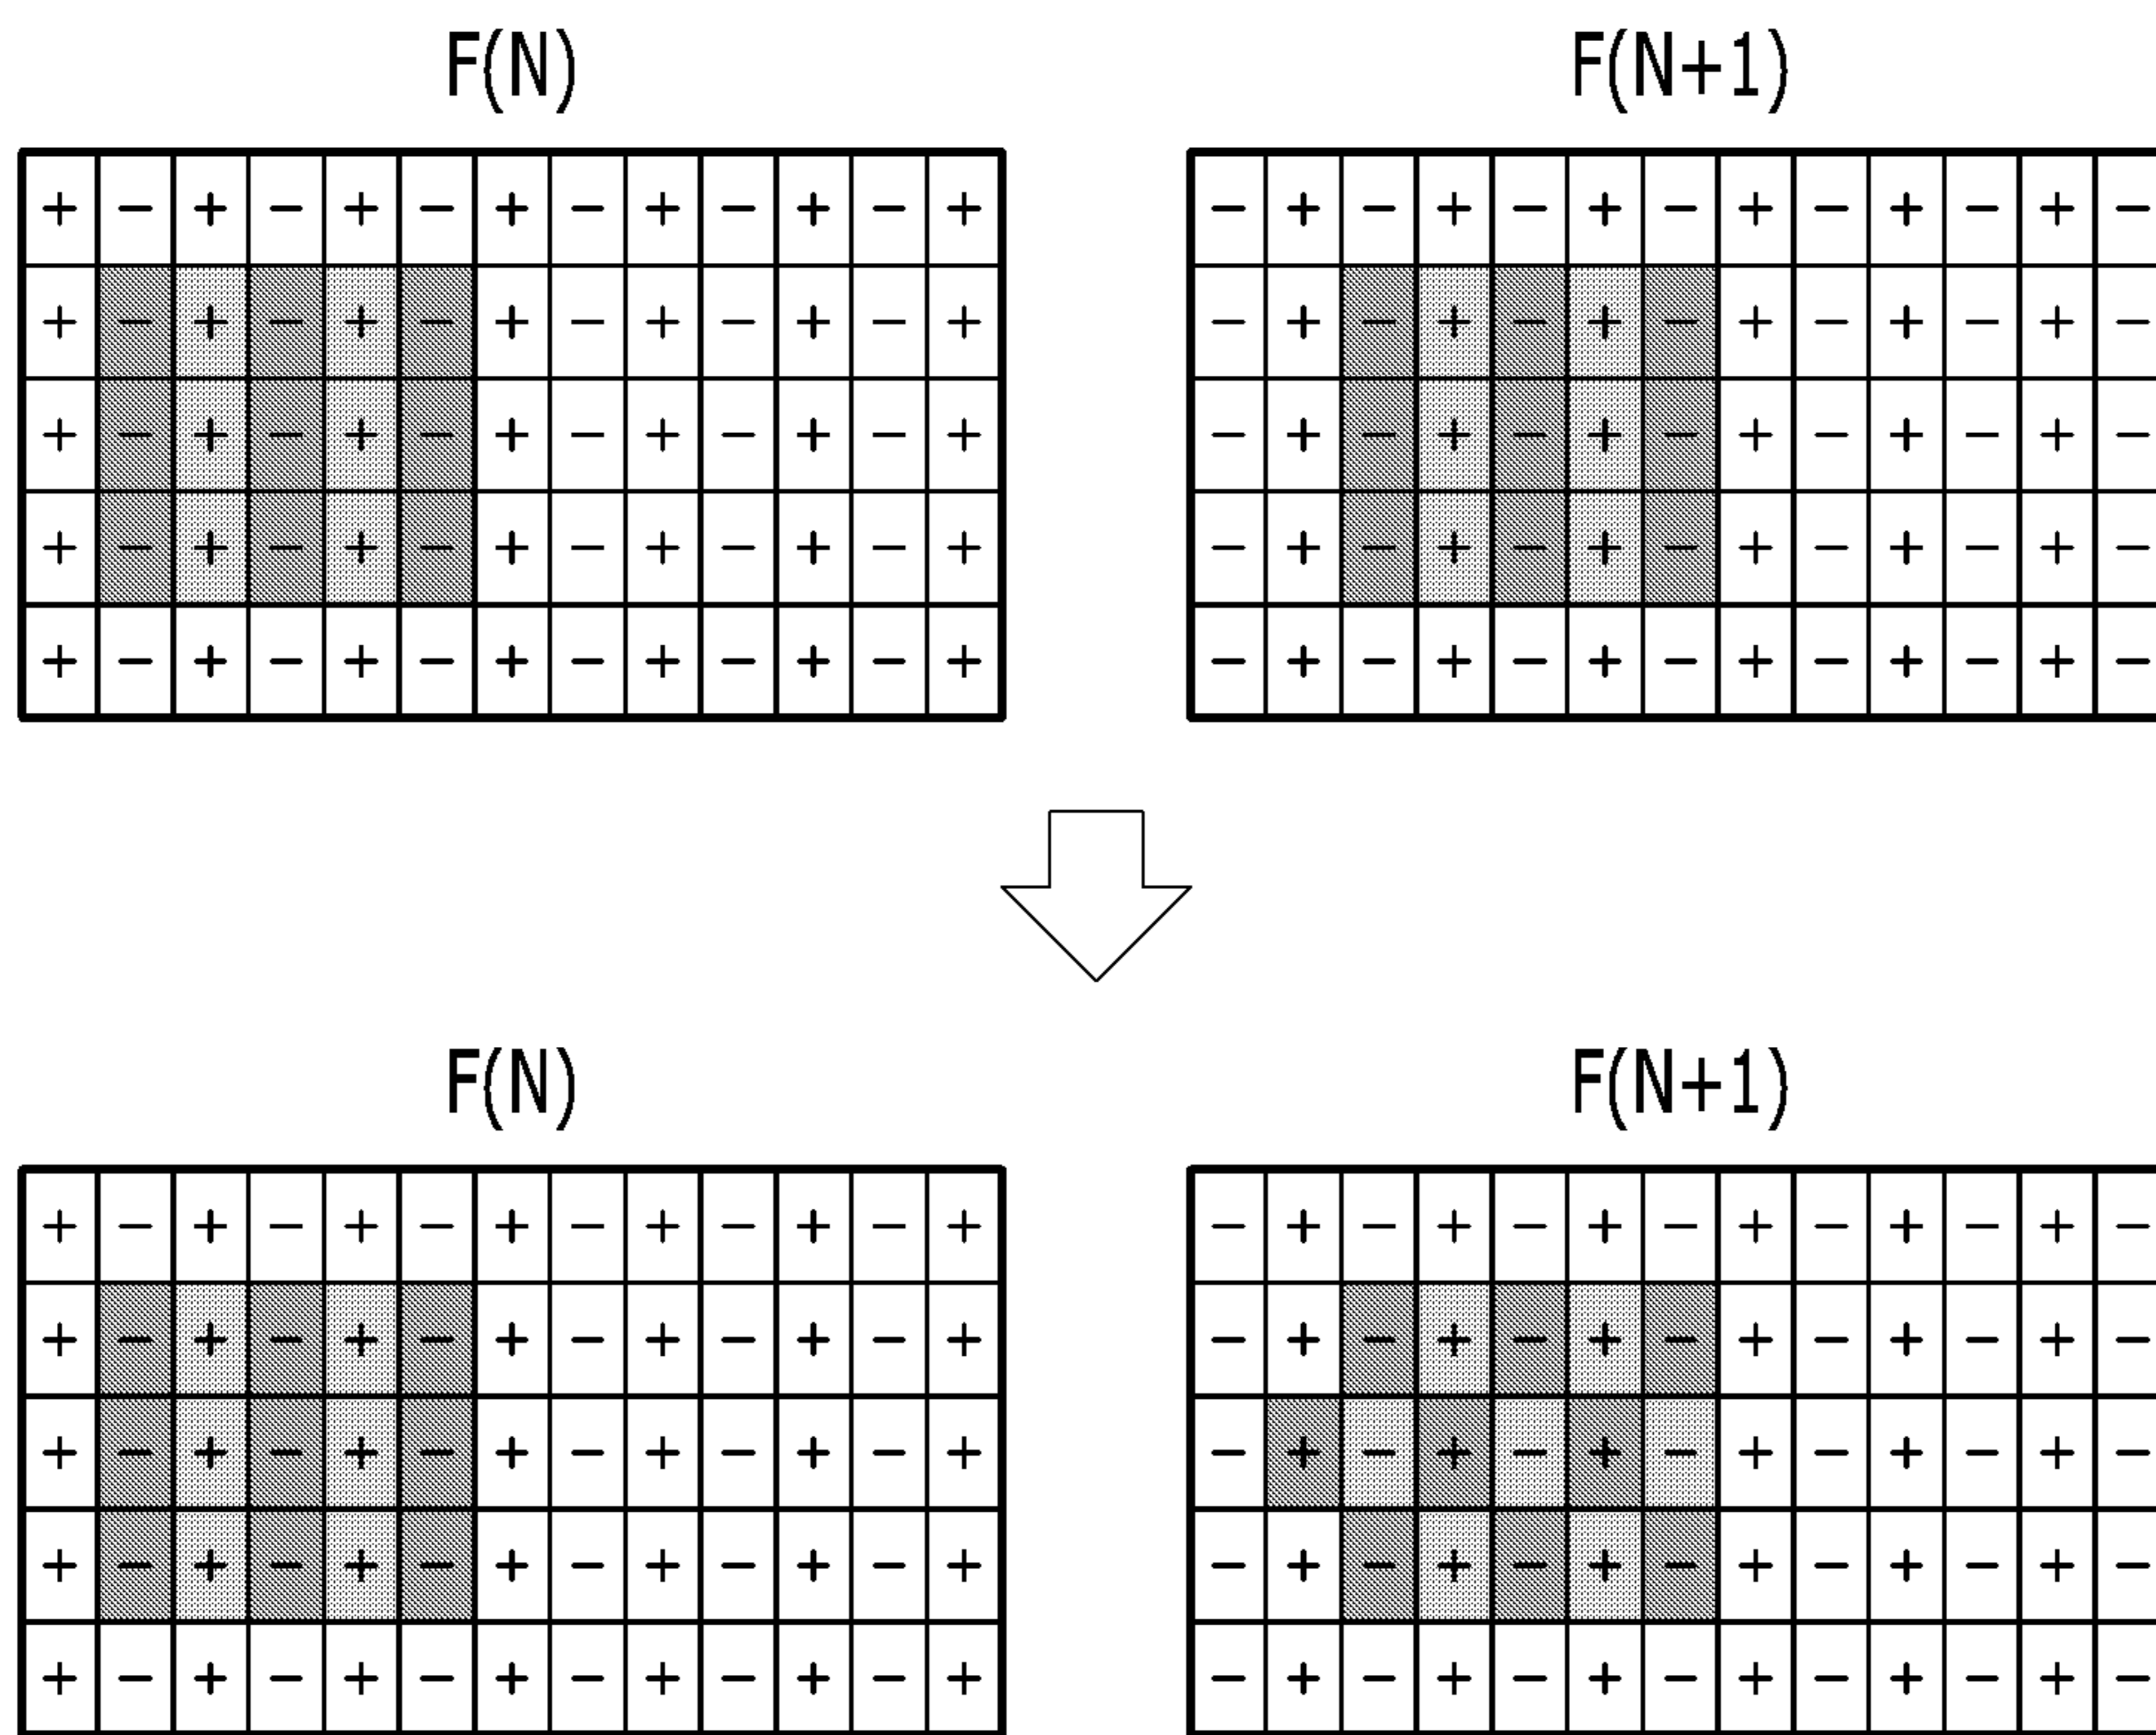 F(N) F(N+1)
+ − + − + − + − + − + − + − + − + − + − + − + − + −
+ − + − + − + − + − + − + − + − + − + − + − + − + −
+ − + − + − + − + − + − + − + − + − + − + − + − + −
+ − + − + − + − + − + − + − + − + − + − + − + − + −
+ − + − + − + − + − + − + − + − + − + − + − + − + −
F(N) F(N+1)
+ − + − + − + − + − + − + − + − + − + − + − + − + −
+ − + − + − + − + − + − + − + − + − + − + − + − + −
+ − + − + − + − + − + − + − + − + − + − + − + − + −
+ − + − + − + − + − + − + − + − + − + − + − + − + −
+ − + − + − + − + − + − + − + − + − + − + − + − + −